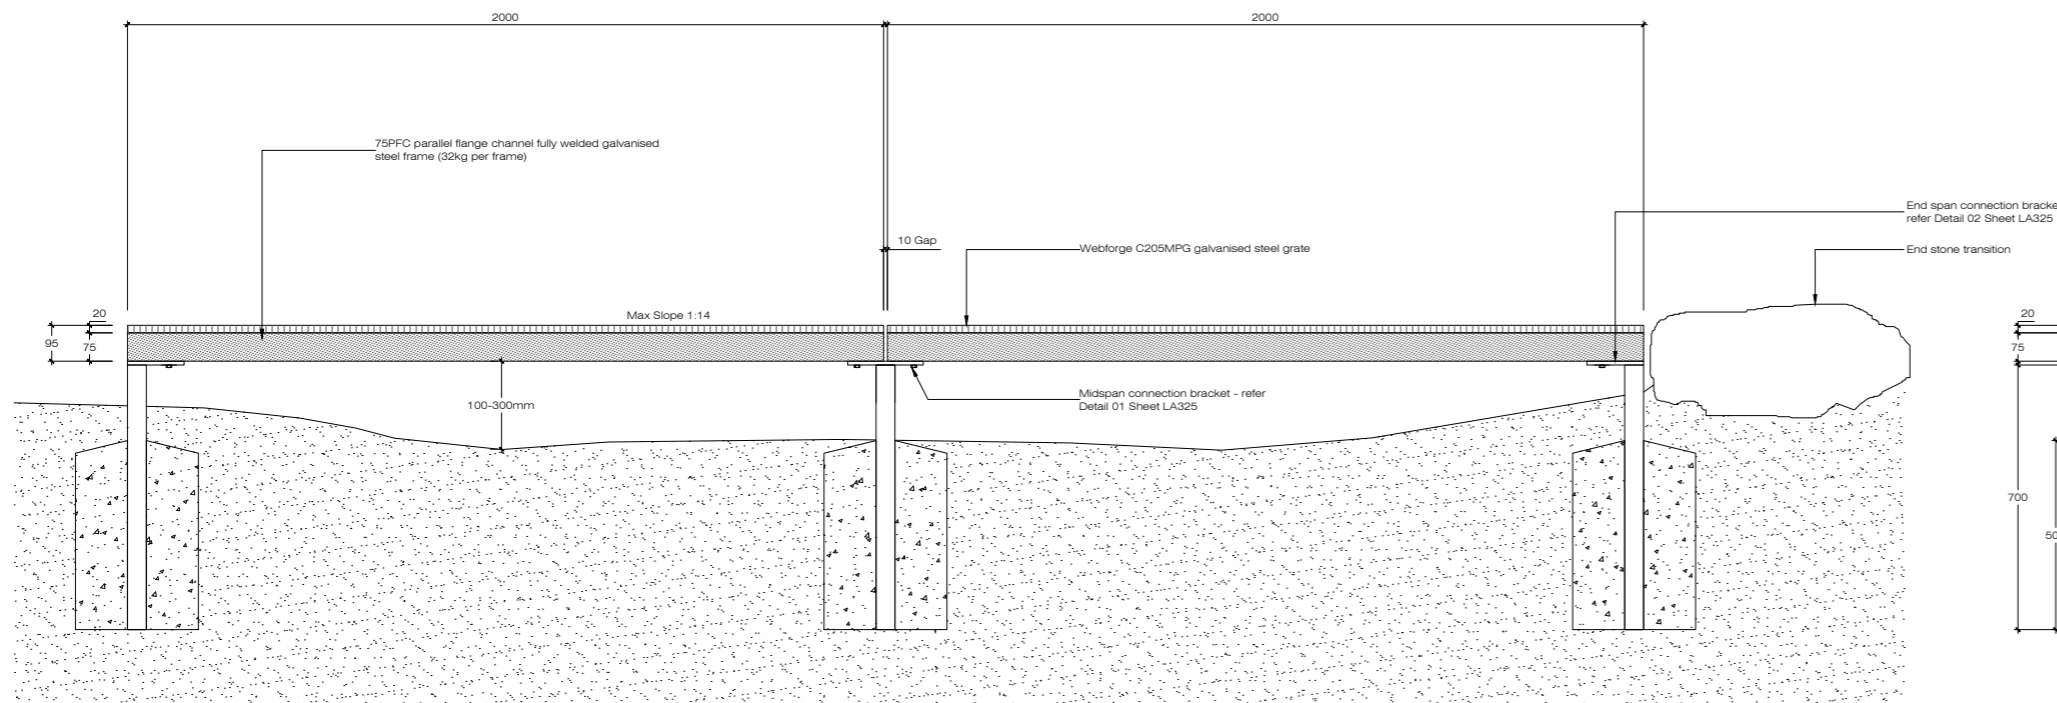 2000
2000
75PFC parallel flange channel fully welded galvanised
steel frame (32kg per frame)
End span connection bracke
refer Detail 02 Sheet LA325
10 Gap
Webforge C205MPG galvanised steel grate
End stone transition
20
Max Slope 1:14
95
75
20
75
Midspan connection bracket - refer
Detail 01 Sheet LA325
100-300mm
700
50